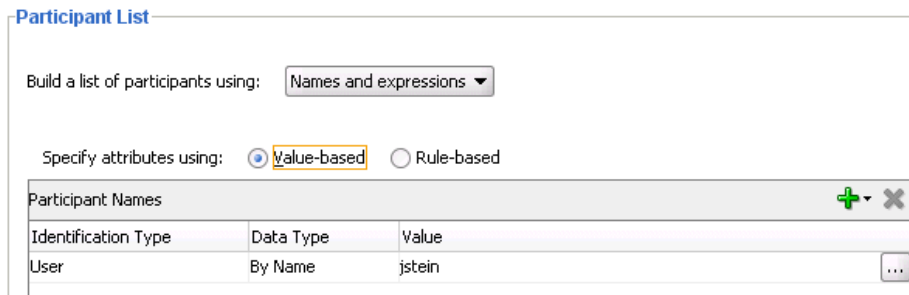 Participant List
Build a list of participants using: Names and expressions
Specify attributes using: Value-based Rule-based
Participant Names
Identification Type Data Type Value
User By Name jstein ...